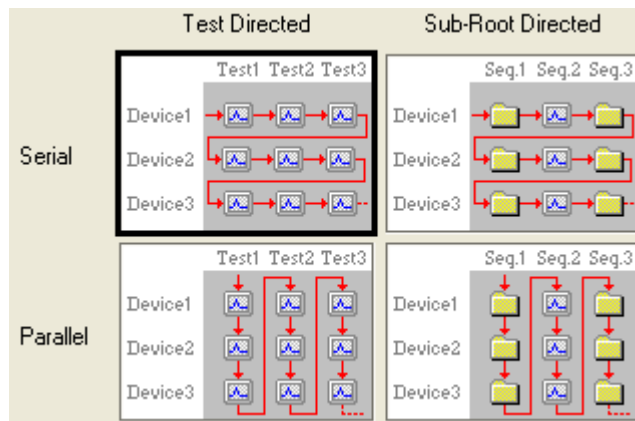 Test Directed Sub-Root Directed
Test1 Test2 Test3 Seq.1 Seq.2 Seq.3
Device1 Device1
Serial
Device2 Device2
Device3 Device3
Test1 Test2 Test3 Seq.1 Seq.2 Seq.3
Device1 Device1
Parallel
Device2 Device2
Device3 Device3